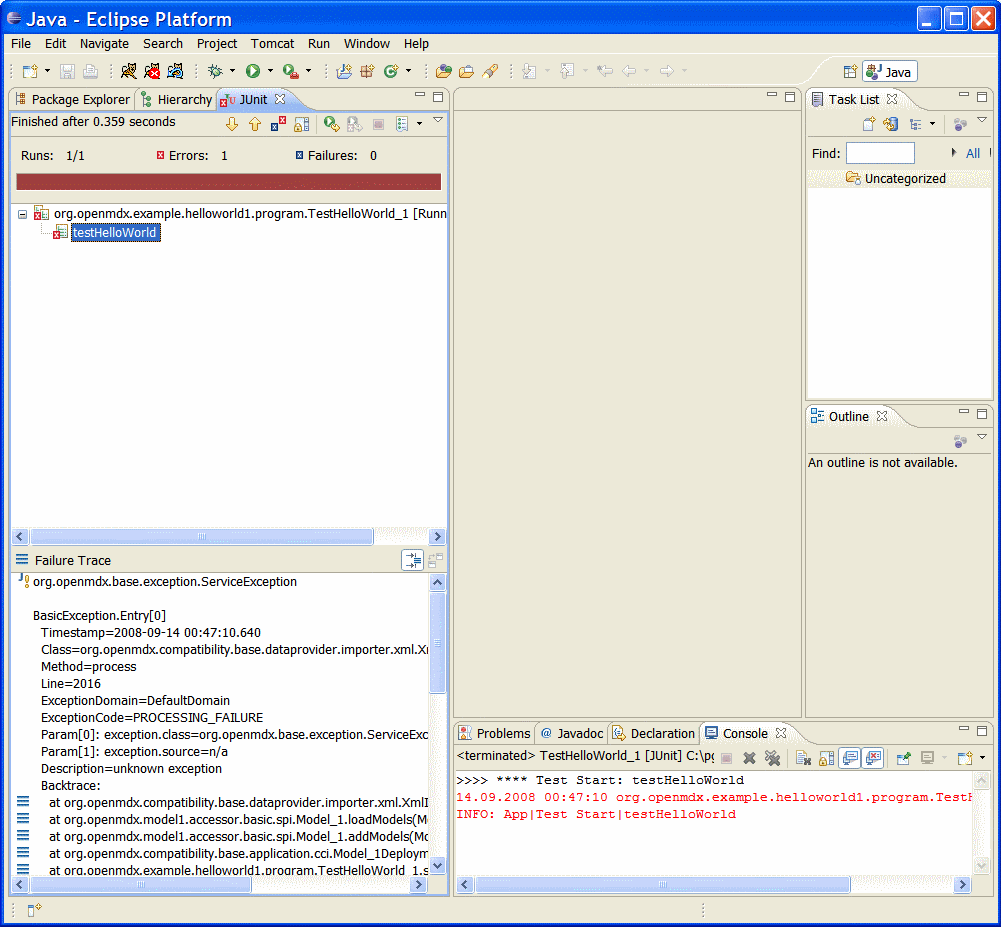 Java - Eclipse Platform
File Edit Navigate Search Project Tomcat Run Window Help
Java
Package Explorer Hierarchy JUnit
Finished after 0.359 seconds
Runs: 1/1 Errors: 1 Failures: 0
org.openmdx.example.helloworld1.program.TestHelloWorld_1 [Runn
testHelloWorld
Failure Trace
org.openmdx.base.exception.ServiceException
BasicException.Entry[0]
Timestamp=2008-09-14 00:47:10.640
Class=org.openmdx.compatibility.base.dataprovider.importer.xml.X
Method=process
Line=2016
ExceptionDomain=DefaultDomain
ExceptionCode=PROCESSING_FAILURE
Param[0]: exception.class=org.openmdx.base.exception.ServiceExc
Param[1]: exception.source=n/a
Description=unknown exception
Backtrace:
at org.openmdx.compatibility.base.dataprovider.importer.xml.Xml
at org.openmdx.model1.accessor.basic.spi.Model_1.loadModels(M
at org.openmdx.model1.accessor.basic.spi.Model_1.addModels(Mo
at org.openmdx.compatibility.base.application.cci.Model_1Deploym
at org.openmdx.example.helloworld1.program.TestHelloWorld_1.s
Task List
Find: All
Uncategorized
Outline
An outline is not available.
Problems @ Javadoc Declaration Console
<terminated> TestHelloWorld_1 [JUnit] C:\pg
>>>> **** Test Start: testHelloWorld
14.09.2008 00:47:10 org.openmdx.example.helloworld1.program.TestH
INFO: App|Test Start|testHelloWorld